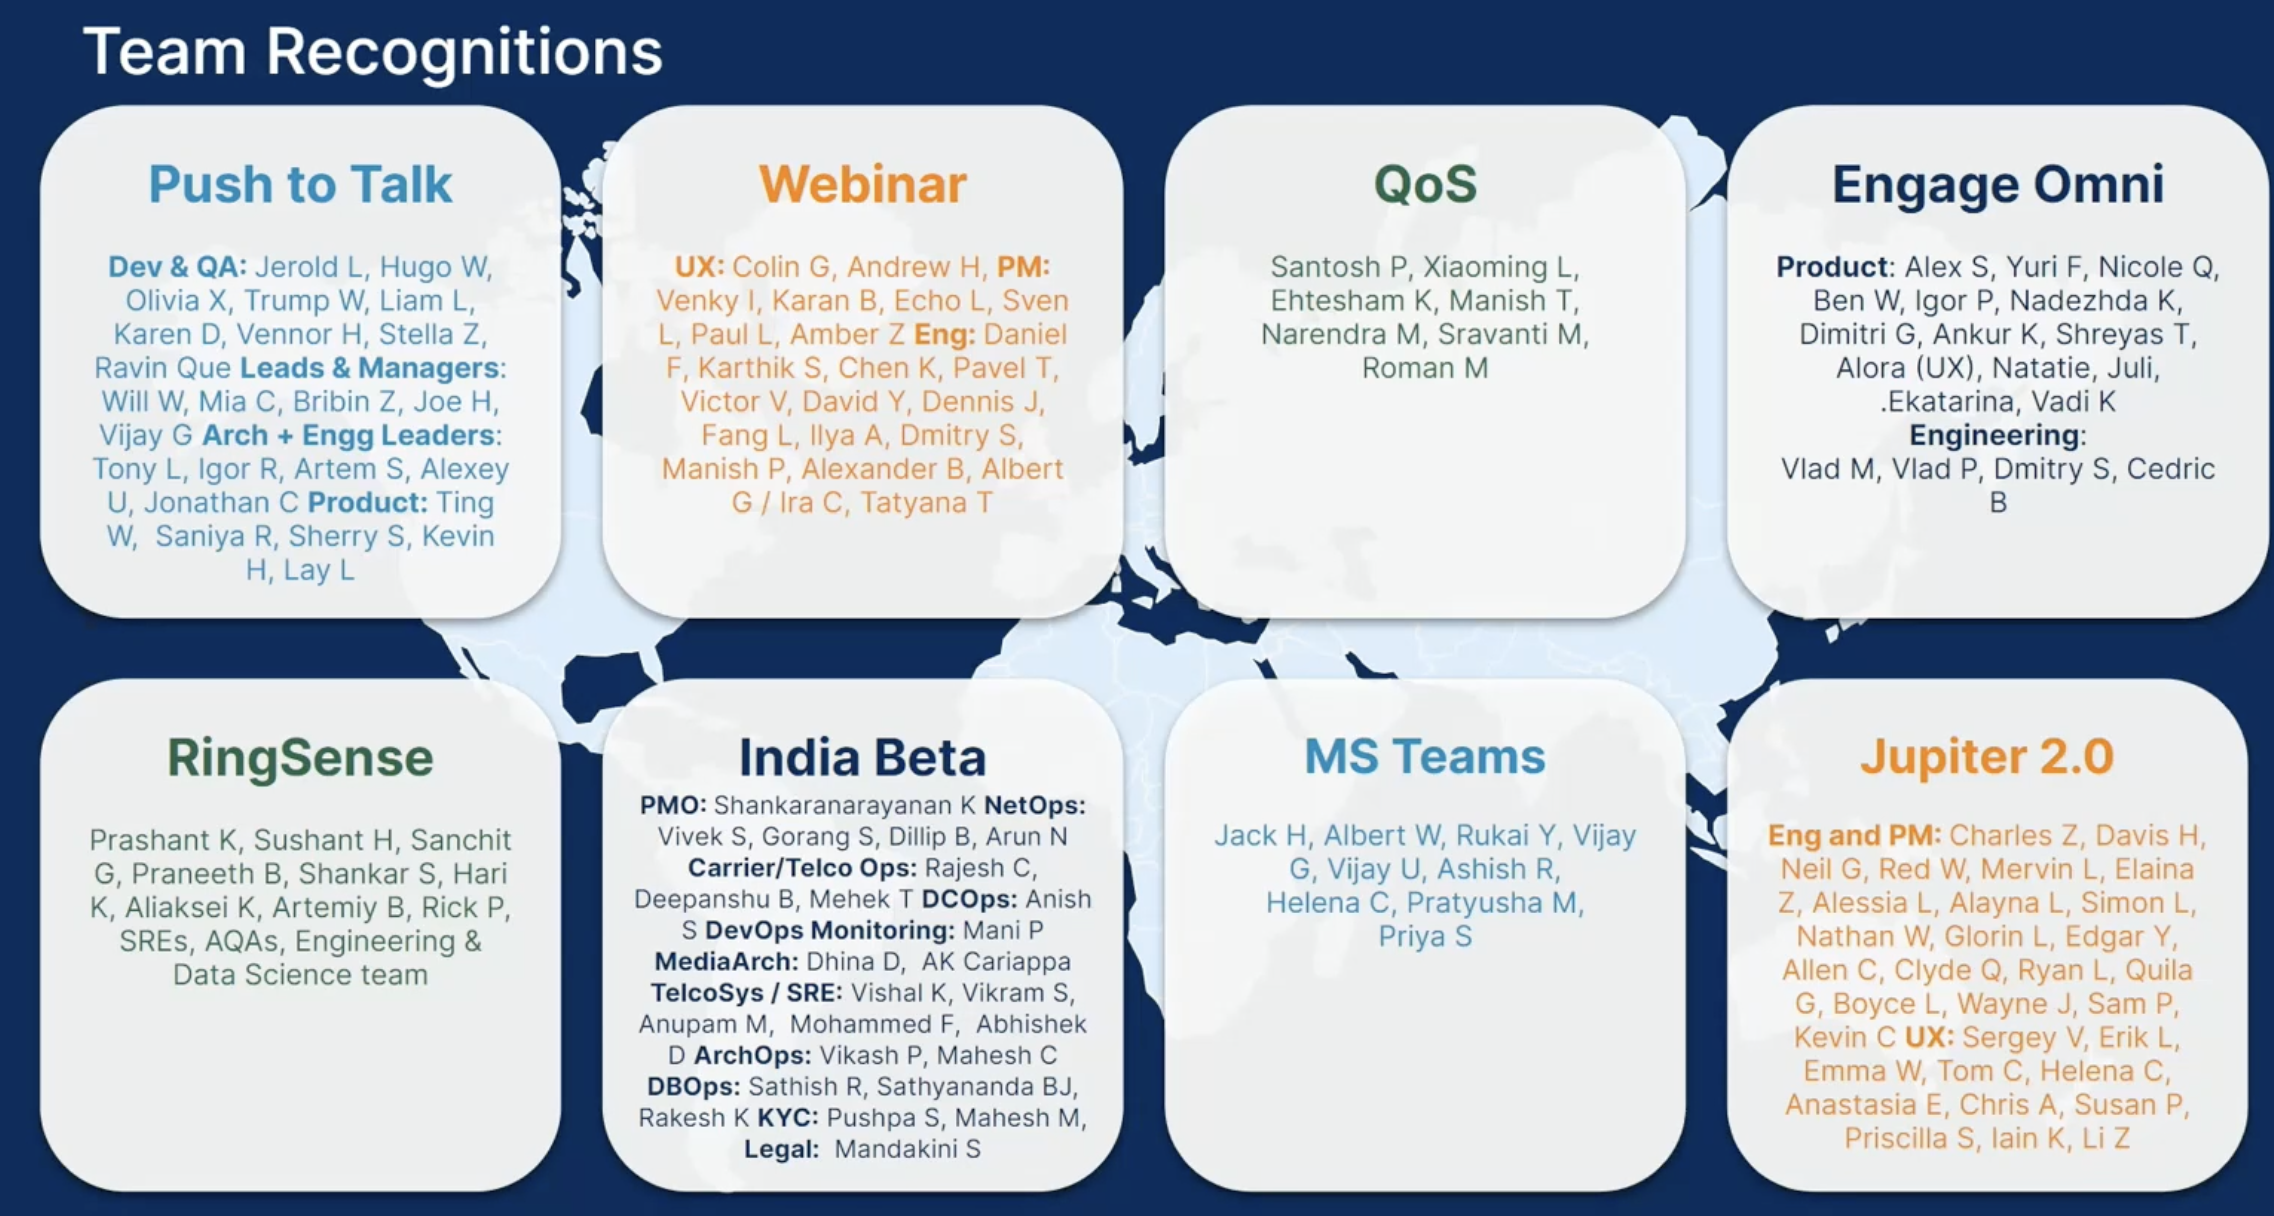 Team Recognitions
Push to Talk
Dev & QA: Jerold L, Hugo W,
Olivia X, Trump W, Liam L,
Karen D, Vennor H, Stella Z,
Ravin Que Leads & Managers:
Will W, Mia C, Bribin Z, Joe H,
Vijay G Arch + Engg Leaders:
Tony L, Igor R, Artem S, Alexey
U, Jonathan C Product: Ting
W, Saniya R, Sherry S, Kevin
H, Lay L
Webinar
UX: Colin G, Andrew H, PM:
Venky I, Karan B, Echo L, Sven
L, Paul L, Amber Z Eng: Daniel
F, Karthik S, Chen K, Pavel T,
Victor V, David Y, Dennis J,
Fang L, Ilya A, Dmitry S,
Manish P, Alexander B, Albert
G / Ira C, Tatyana T
QoS
Santosh P, Xiaoming L,
Ehtesham K, Manish T,
Narendra M, Sravanti M,
Roman M
Engage Omni
Product: Alex S, Yuri F, Nicole Q,
Ben W, Igor P, Nadezhda K,
Dimitri G, Ankur K, Shreyas T,
Alora (UX), Natatie, Juli,
.Ekatarina, Vadi K
Engineering:
Vlad M, Vlad P, Dmitry S, Cedric
B
RingSense
Prashant K, Sushant H, Sanchit
G, Praneeth B, Shankar S, Hari
K, Aliaksei K, Artemiy B, Rick P,
SREs, AQAs, Engineering &
Data Science team
India Beta
PMO: Shankaranarayanan K NetOps:
Vivek S, Gorang S, Dillip B, Arun N
Carrier/Telco Ops: Rajesh C,
Deepanshu B, Mehek T DCOps: Anish
S DevOps Monitoring: Mani P
MediaArch: Dhina D, AK Cariappa
TelcoSys / SRE: Vishal K, Vikram S,
Anupam M, Mohammed F, Abhishek
D ArchOps: Vikash P, Mahesh C
DBOps: Sathish R, Sathyananda BJ,
Rakesh K KYC: Pushpa S, Mahesh M,
Legal: Mandakini S
MS Teams
Jack H, Albert W, Rukai Y, Vijay
G, Vijay U, Ashish R,
Helena C, Pratyusha M,
Priya S
Jupiter 2.0
Eng and PM: Charles Z, Davis H,
Neil G, Red W, Mervin L, Elaina
Z, Alessia L, Alayna L, Simon L,
Nathan W, Glorin L, Edgar Y,
Allen C, Clyde Q, Ryan L, Quila
G, Boyce L, Wayne J, Sam P,
Kevin C UX: Sergey V, Erik L,
Emma W, Tom C, Helena C,
Anastasia E, Chris A, Susan P,
Priscilla S, Iain K, Li Z